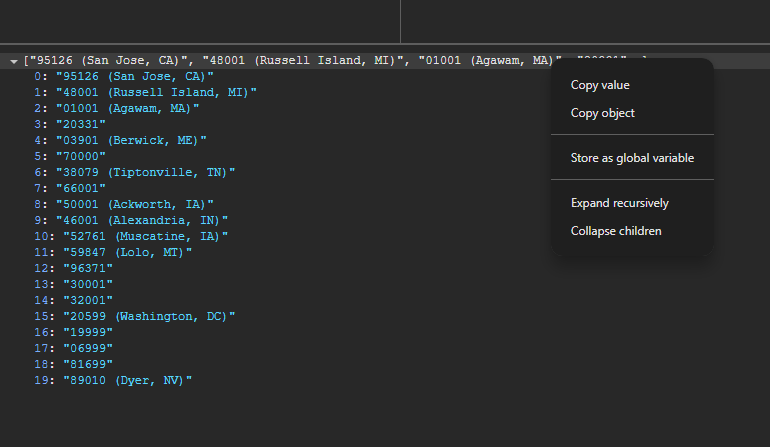 ["95126 (San Jose, CA)", "48001 (Russell Island, MI)", "01001 (Agawam, MA)",
0: "95126 (San Jose, CA)"
1: "48001 (Russell Island, MI)"
2: "01001 (Agawam, MA)"
3: "20331"
4: "03901 (Berwick, ME)"
5: "70000"
6: "38079 (Tiptonville, TN)"
7: "66001"
8: "50001 (Ackworth, IA)"
9: "46001 (Alexandria, IN)"
10: "52761 (Muscatine, IA)"
11: "59847 (Lolo, MT)"
12: "96371"
13: "30001"
14: "32001"
15: "20599 (Washington, DC)"
16: "19999"
17: "06999"
18: "81699"
19: "89010 (Dyer, NV)"
Copy value
Copy object
Store as global variable
Expand recursively
Collapse children